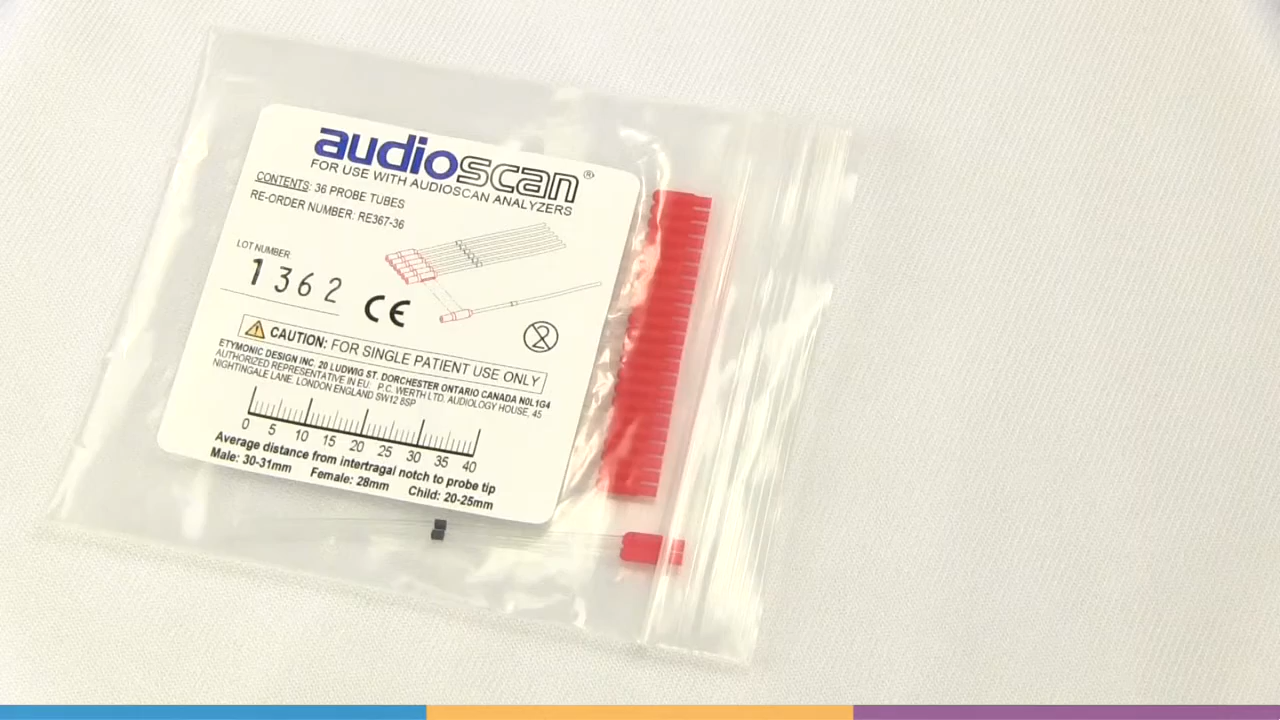 audioscan®
FOR USE WITH AUDIOSCAN ANALYZERS
CONTENTS: 36 PROBE TUBES
RE-ORDER NUMBER: RE367-36
LOT NUMBER
1362
CE
2
CAUTION: FOR SINGLE PATIENT USE ONLY
ETYMONIC DESIGN INC. 20 LUDWIG ST. DORCHESTER ONTARIO CANADA N0L1G4
AUTHORIZED REPRESENTATIVE IN EU: P.C. WERTH LTD. AUDIOLOGY HOUSE, 45
NIGHTINGALE LANE. LONDON ENGLAND SW12 8SP
0 5 10 15 20 25 30 35 40
Average distance from intertragal notch to probe tip
Male: 30-31mm Female: 28mm Child: 20-25mm